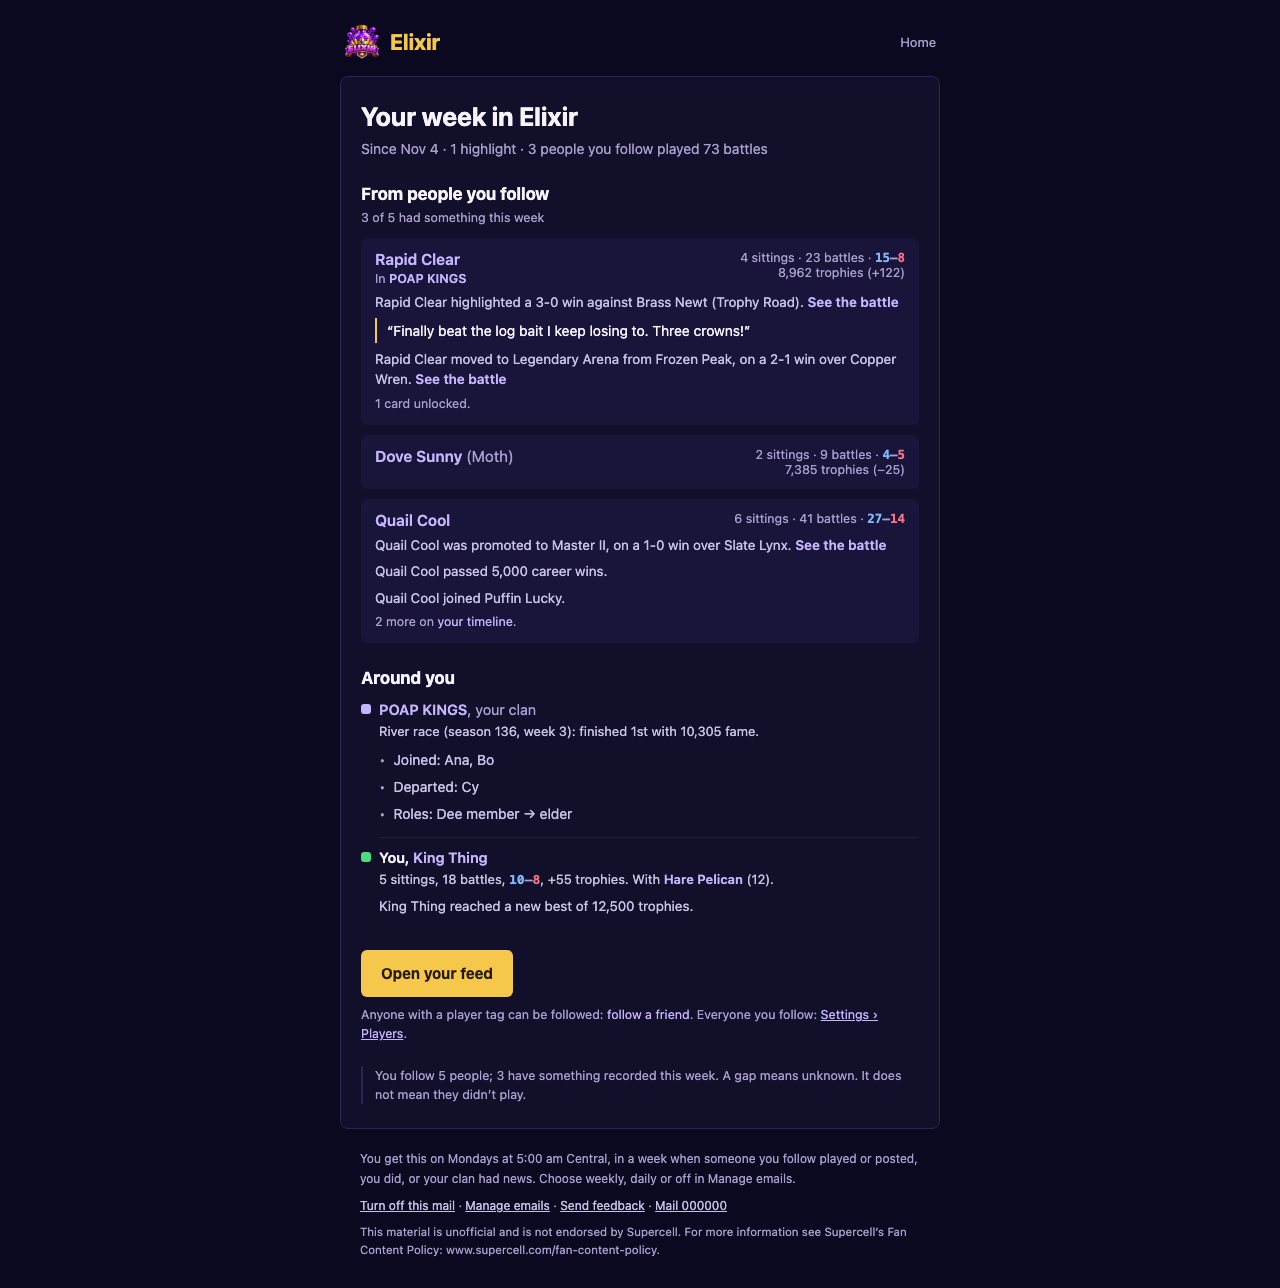 ELIXIR
Elixir
Home
Your week in Elixir
Since Nov 4 · 1 highlight · 3 people you follow played 73 battles
From people you follow
3 of 5 had something this week
Rapid Clear
4 sittings · 23 battles · 15–8
In POAP KINGS
8,962 trophies (+122)
Rapid Clear highlighted a 3-0 win against Brass Newt (Trophy Road). See the battle
“Finally beat the log bait I keep losing to. Three crowns!”
Rapid Clear moved to Legendary Arena from Frozen Peak, on a 2-1 win over Copper
Wren. See the battle
1 card unlocked.
Dove Sunny (Moth)
2 sittings · 9 battles · 4–5
7,385 trophies (−25)
Quail Cool
6 sittings · 41 battles · 27–14
Quail Cool was promoted to Master II, on a 1-0 win over Slate Lynx. See the battle
Quail Cool passed 5,000 career wins.
Quail Cool joined Puffin Lucky.
2 more on your timeline.
Around you
POAP KINGS, your clan
River race (season 136, week 3): finished 1st with 10,305 fame.
• Joined: Ana, Bo
• Departed: Cy
• Roles: Dee member → elder
You, King Thing
5 sittings, 18 battles, 10–8, +55 trophies. With Hare Pelican (12).
King Thing reached a new best of 12,500 trophies.
Open your feed
Anyone with a player tag can be followed: follow a friend. Everyone you follow: Settings ›
Players.
You follow 5 people; 3 have something recorded this week. A gap means unknown. It does
not mean they didn’t play.
You get this on Mondays at 5:00 am Central, in a week when someone you follow played or posted,
you did, or your clan had news. Choose weekly, daily or off in Manage emails.
Turn off this mail · Manage emails · Send feedback · Mail 000000
This material is unofficial and is not endorsed by Supercell. For more information see Supercell’s Fan
Content Policy: www.supercell.com/fan-content-policy.